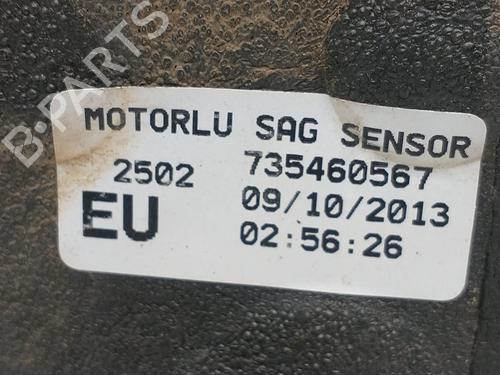 B-PARTS
MOTORLU SAG SENSOR
2502 735460567
EU 09/10/2013
02:56:26